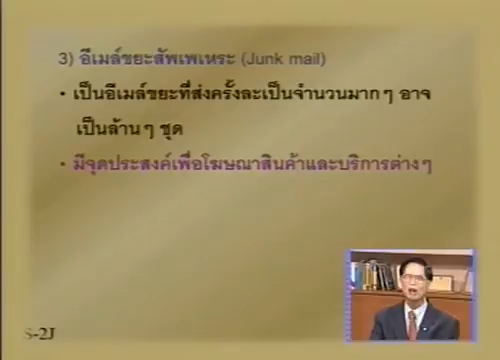 3) อีเมล์ขยะสัพเพเหระ (Junk mail)
• เป็นอีเมล์ขยะที่ส่งครั้งละเป็นจำนวนมาก ๆ อาจ
เป็นล้าน ๆ ชุด
• มีจุดประสงค์เพื่อโฆษณาสินค้าและบริการต่าง ๆ
S-2J